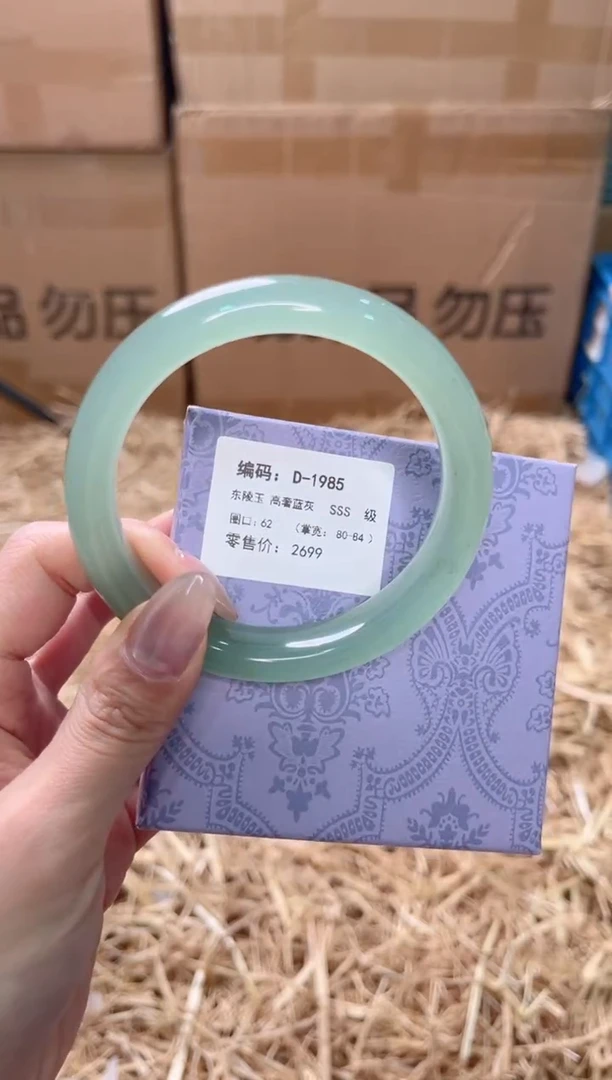 品 勿压
品 勿压
编码：D-1985
东陵玉 高奢蓝灰 SSS 级
圈口：62 （掌宽：80-84）
零售价：2699